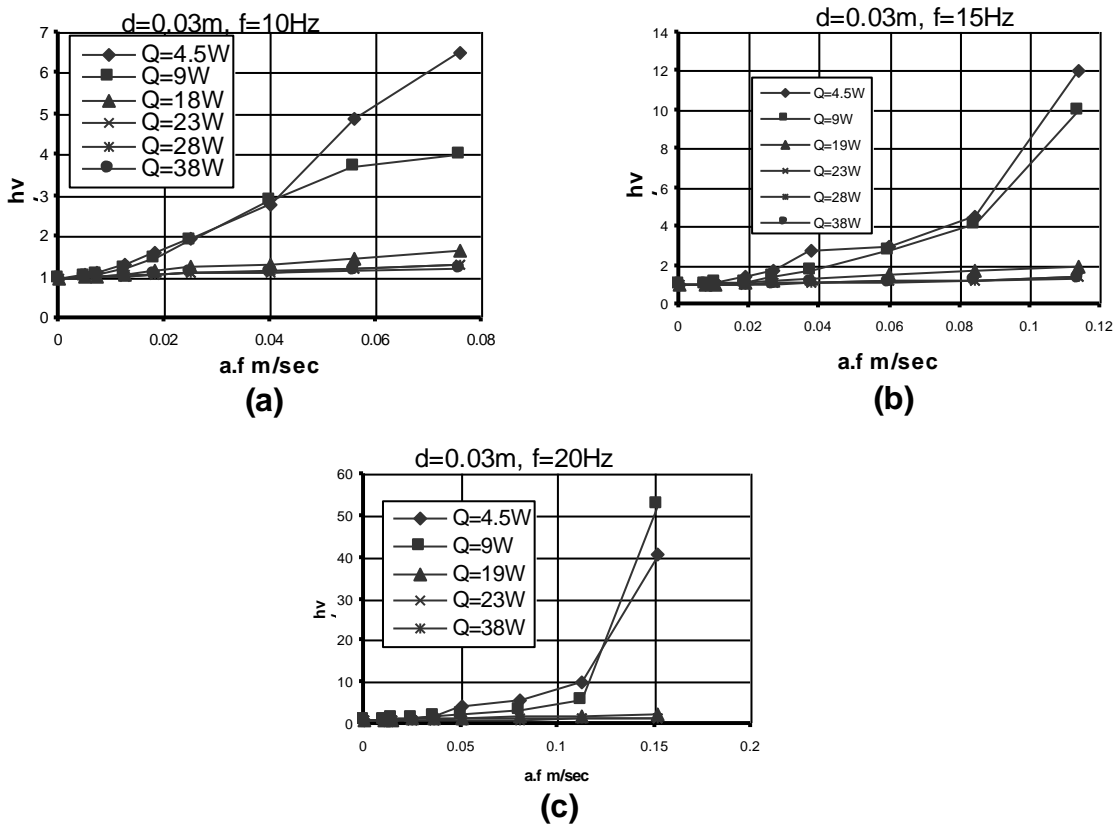 d=0.03m, f=10Hz
7
6
5
4
3
2
1
0
hv
,
Q=4.5W
Q=9W
Q=18W
Q=23W
Q=28W
Q=38W
0 0.02 0.04 0.06 0.08
a.f m/sec
(a)
d=0.03m, f=15Hz
14
12
10
8
6
4
2
0
hv
,
Q=4.5W
Q=9W
Q=19W
Q=23W
Q=28W
Q=38W
0 0.02 0.04 0.06 0.08 0.1 0.12
a.f m/sec
(b)
d=0.03m, f=20Hz
60
50
40
30
20
10
0
hv
,
Q=4.5W
Q=9W
Q=19W
Q=23W
Q=38W
0 0.05 0.1 0.15 0.2
a.f m/sec
(c)